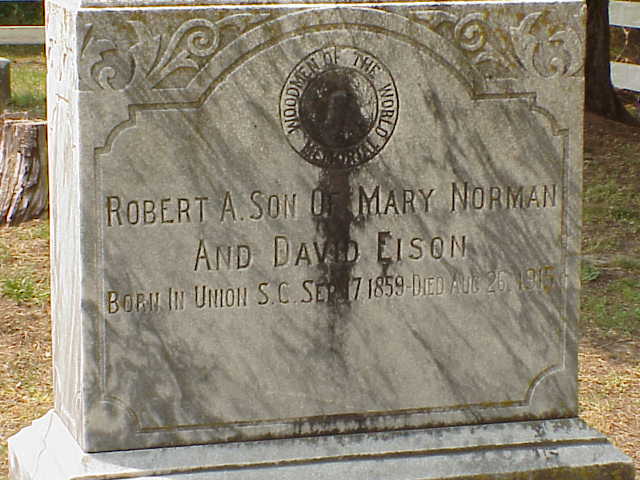 WOODMEN OF THE WORLD
MEMORIAL
ROBERT A. SON OF MARY NORMAN
AND DAVID EISON
BORN IN UNION S.C. SEP. 17 1859-DIED AUG 26, 1915